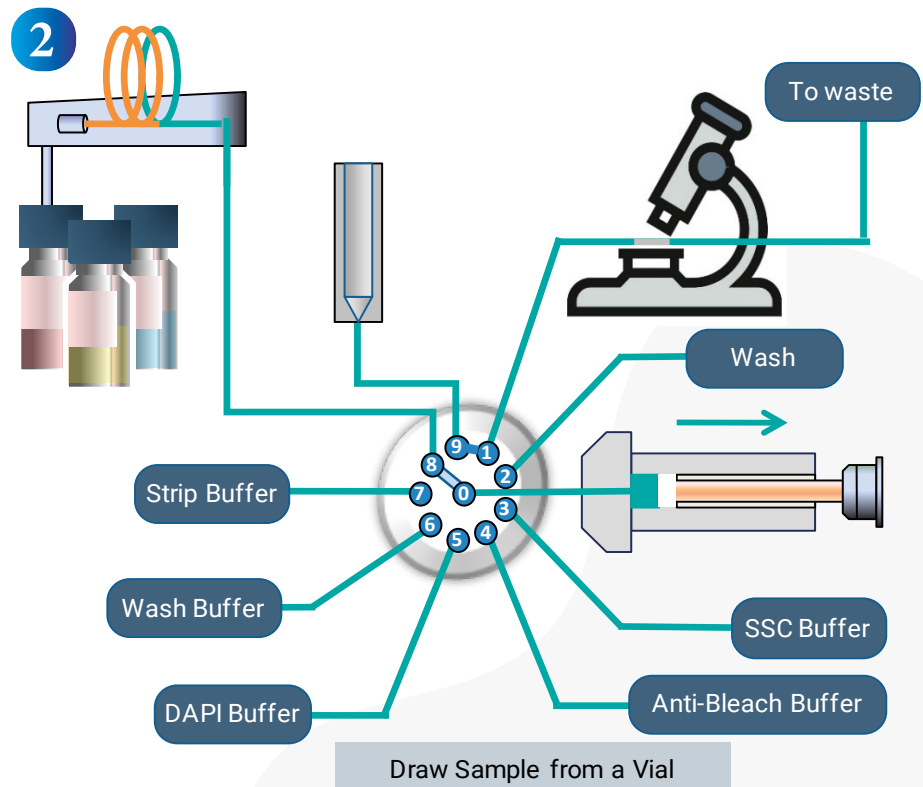 2
To waste
Wash
9
1
8
2
Strip Buffer
7
0
3
6
5
4
Wash Buffer
SSC Buffer
DAPI Buffer
Anti-Bleach Buffer
Draw Sample from a Vial